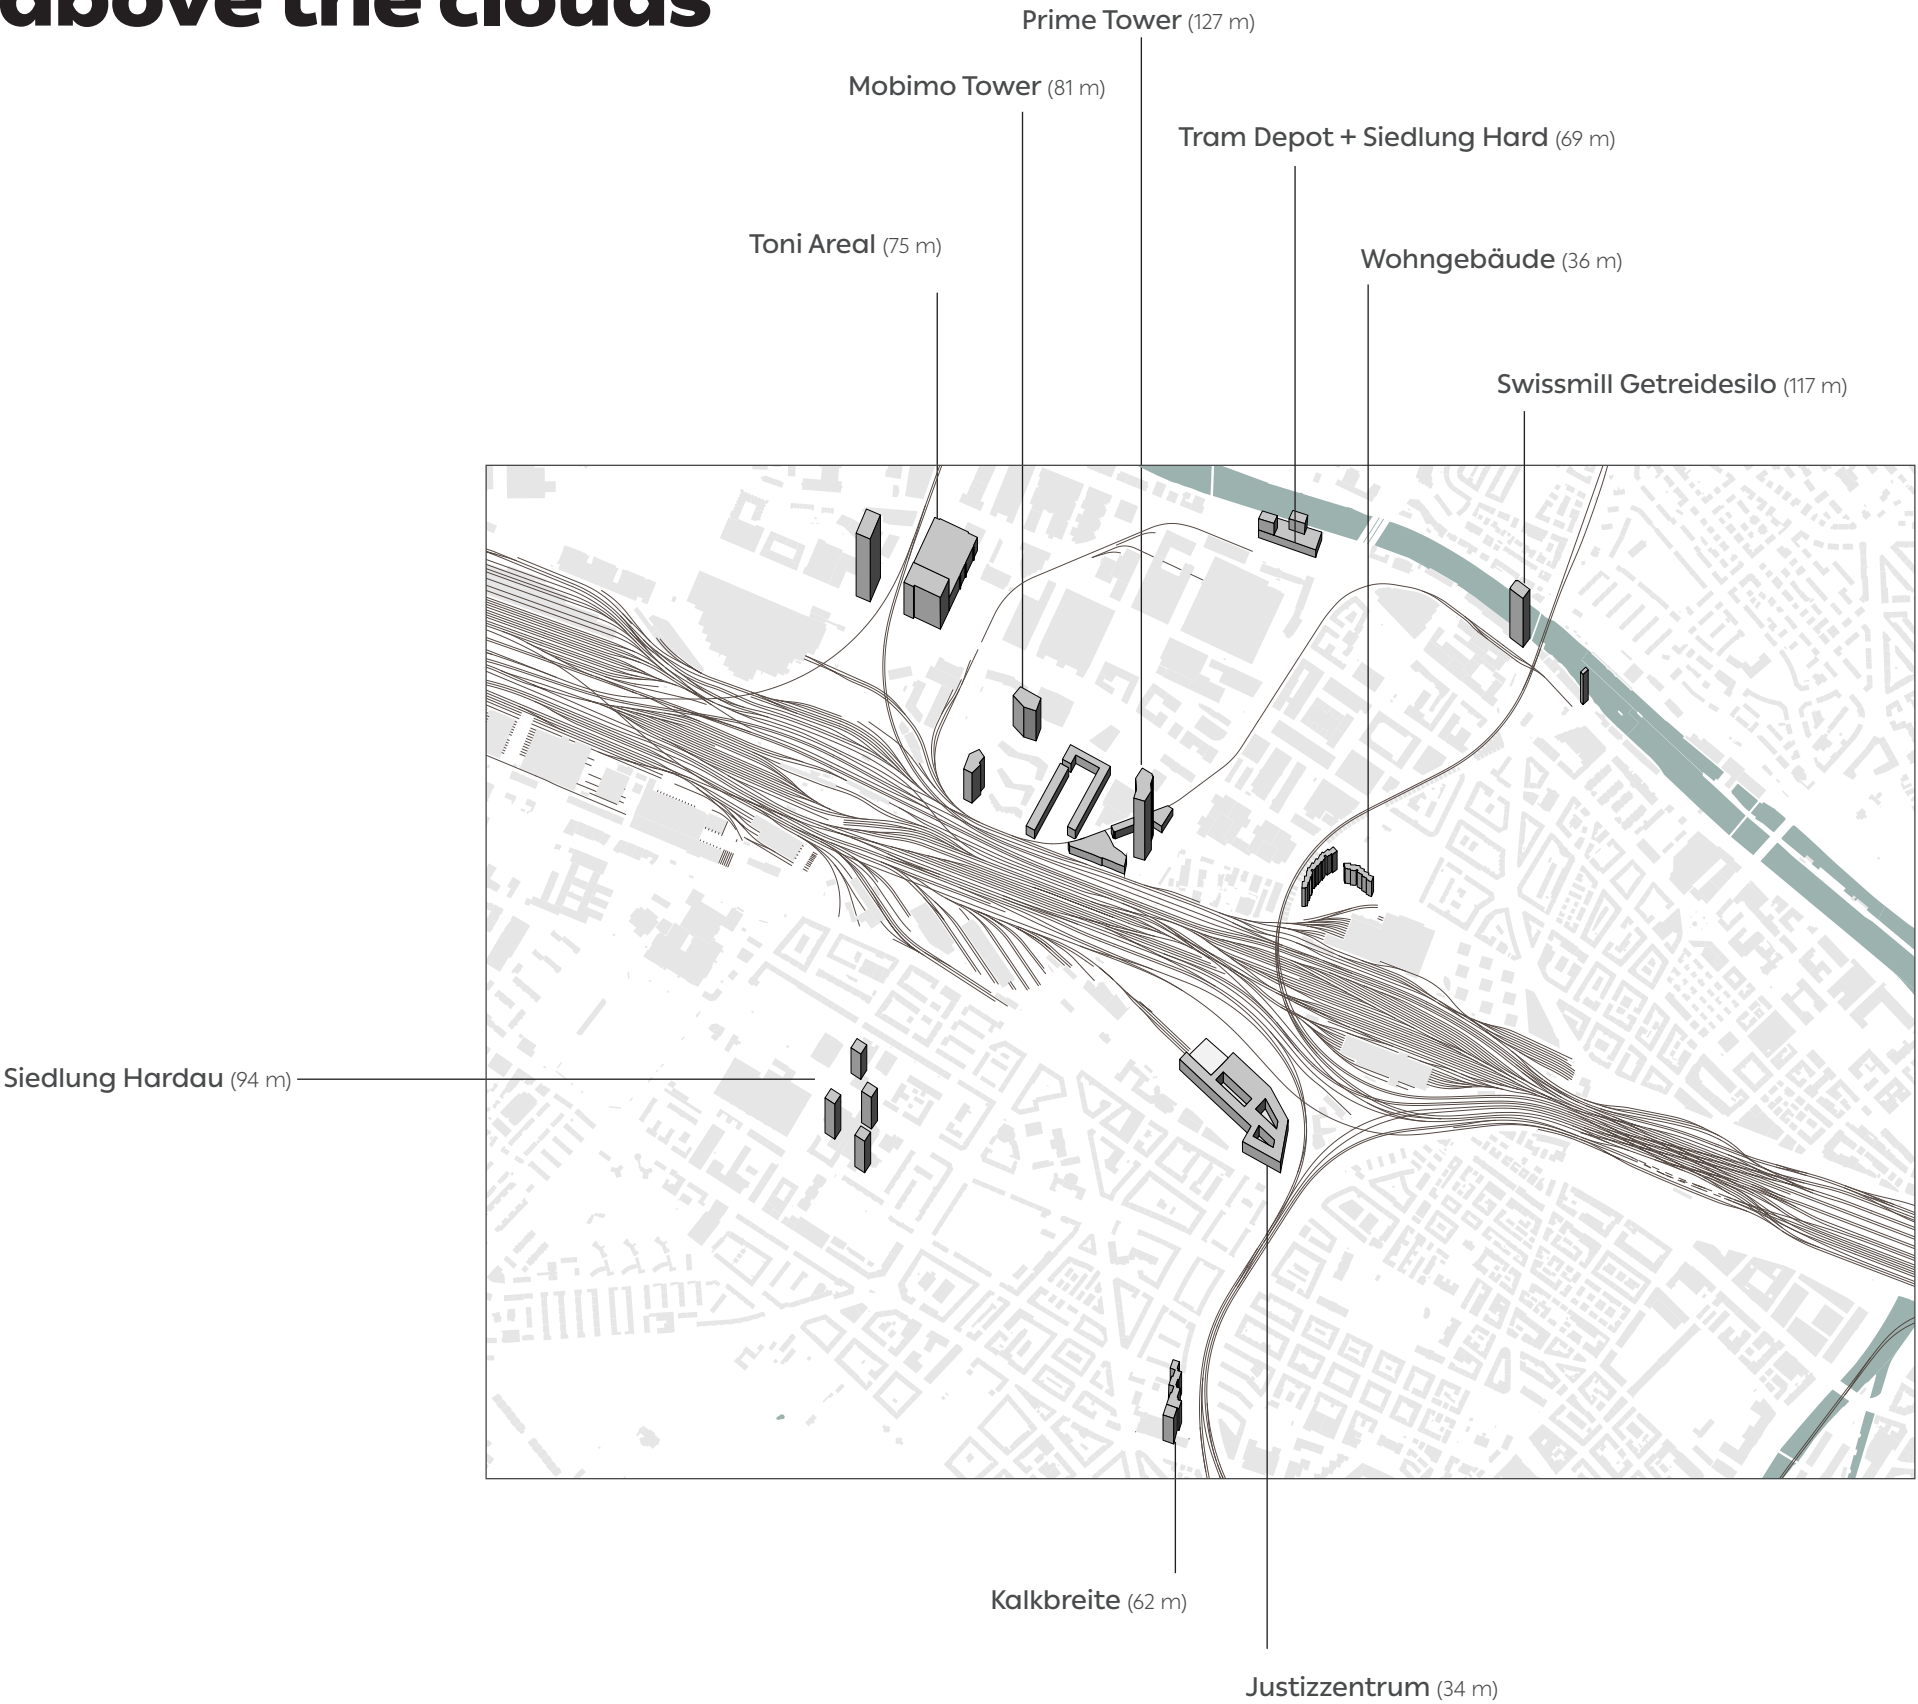 above the clouds
Prime Tower (127 m)
Mobimo Tower (81 m)
Tram Depot + Siedlung Hard (69 m)
Toni Areal (75 m)
Wohngebäude (36 m)
Swissmill Getreidesilo (117 m)
Siedlung Hardau (94 m)
Kalkbreite (62 m)
Justizzentrum (34 m)